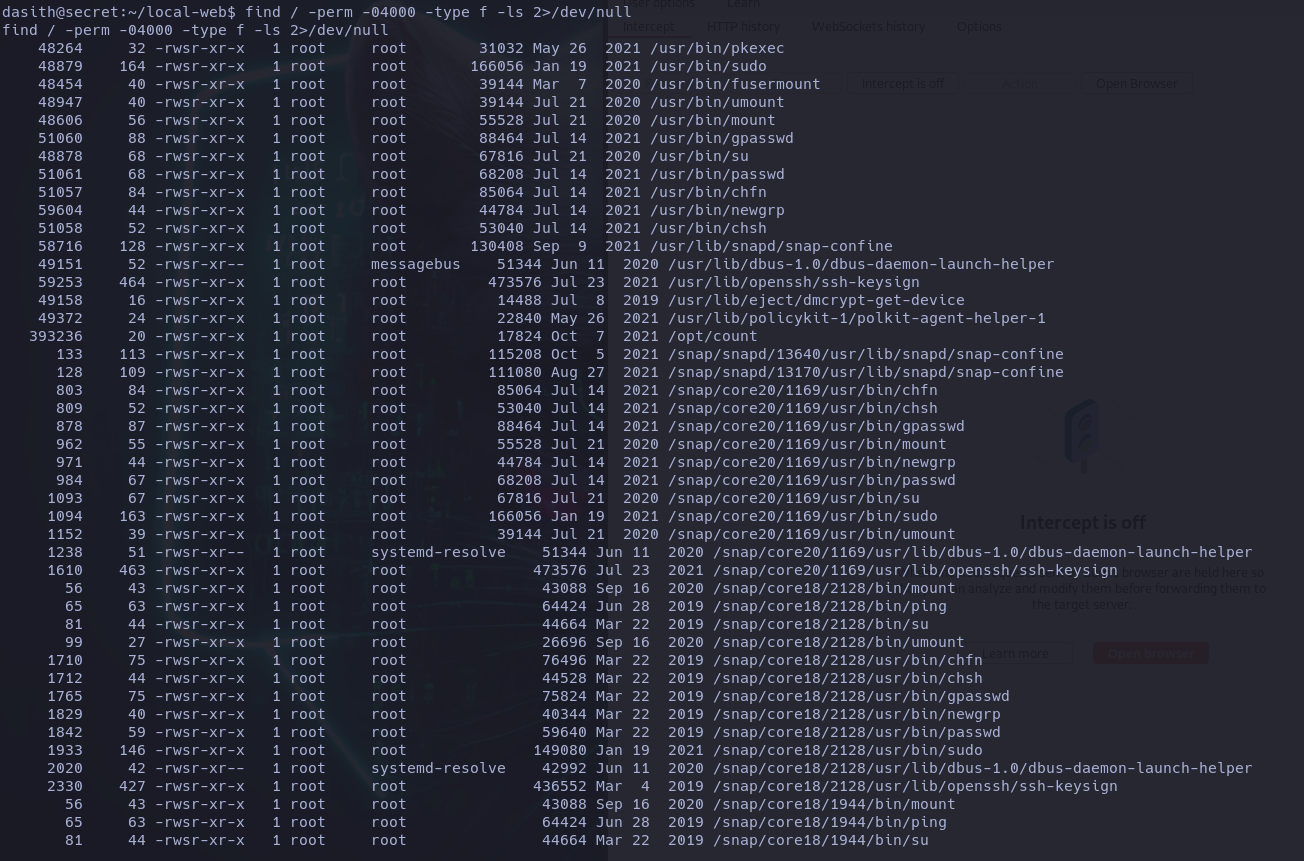 user options Learn
dasith@secret:~/local-web$ find / -perm -04000 -type f -ls 2>/dev/null
Intercept HTTP history WebSockets history Options
find / -perm -04000 -type f -ls 2>/dev/null
48264 32 -rwsr-xr-x 1 root root 31032 May 26 2021 /usr/bin/pkexec
48879 164 -rwsr-xr-x 1 root root 166056 Jan 19 2021 /usr/bin/sudo
48454 40 -rwsr-xr-x 1 root root 39144 Mar 7 2020 /usr/bin/fusermount
Intercept is off Action Open Browser
48947 40 -rwsr-xr-x 1 root root 39144 Jul 21 2020 /usr/bin/umount
48606 56 -rwsr-xr-x 1 root root 55528 Jul 21 2020 /usr/bin/mount
51060 88 -rwsr-xr-x 1 root root 88464 Jul 14 2021 /usr/bin/gpasswd
48878 68 -rwsr-xr-x 1 root root 67816 Jul 21 2020 /usr/bin/su
51061 68 -rwsr-xr-x 1 root root 68208 Jul 14 2021 /usr/bin/passwd
51057 84 -rwsr-xr-x 1 root root 85064 Jul 14 2021 /usr/bin/chfn
59604 44 -rwsr-xr-x 1 root root 44784 Jul 14 2021 /usr/bin/newgrp
51058 52 -rwsr-xr-x 1 root root 53040 Jul 14 2021 /usr/bin/chsh
58716 128 -rwsr-xr-x 1 root root 130408 Sep 9 2021 /usr/lib/snapd/snap-confine
49151 52 -rwsr-xr-- 1 root messagebus 51344 Jun 11 2020 /usr/lib/dbus-1.0/dbus-daemon-launch-helper
59253 464 -rwsr-xr-x 1 root root 473576 Jul 23 2021 /usr/lib/openssh/ssh-keysign
49158 16 -rwsr-xr-x 1 root root 14488 Jul 8 2019 /usr/lib/eject/dmcrypt-get-device
49372 24 -rwsr-xr-x 1 root root 22840 May 26 2021 /usr/lib/policykit-1/polkit-agent-helper-1
393236 20 -rwsr-xr-x 1 root root 17824 Oct 7 2021 /opt/count
133 113 -rwsr-xr-x 1 root root 115208 Oct 5 2021 /snap/snapd/13640/usr/lib/snapd/snap-confine
128 109 -rwsr-xr-x 1 root root 111080 Aug 27 2021 /snap/snapd/13170/usr/lib/snapd/snap-confine
803 84 -rwsr-xr-x 1 root root 85064 Jul 14 2021 /snap/core20/1169/usr/bin/chfn
809 52 -rwsr-xr-x 1 root root 53040 Jul 14 2021 /snap/core20/1169/usr/bin/chsh
878 87 -rwsr-xr-x 1 root root 88464 Jul 14 2021 /snap/core20/1169/usr/bin/gpasswd
962 55 -rwsr-xr-x 1 root root 55528 Jul 21 2020 /snap/core20/1169/usr/bin/mount
971 44 -rwsr-xr-x 1 root root 44784 Jul 14 2021 /snap/core20/1169/usr/bin/newgrp
984 67 -rwsr-xr-x 1 root root 68208 Jul 14 2021 /snap/core20/1169/usr/bin/passwd
1093 67 -rwsr-xr-x 1 root root 67816 Jul 21 2020 /snap/core20/1169/usr/bin/su
1094 163 -rwsr-xr-x 1 root root 166056 Jan 19 2021 /snap/core20/1169/usr/bin/sudo
Intercept is off
1152 39 -rwsr-xr-x 1 root root 39144 Jul 21 2020 /snap/core20/1169/usr/bin/umount
1238 51 -rwsr-xr-- 1 root systemd-resolve 51344 Jun 11 2020 /snap/core20/1169/usr/lib/dbus-1.0/dbus-daemon-launch-helper
1610 463 -rwsr-xr-x 1 root root 473576 Jul 23 2021 /snap/core20/1169/usr/lib/openssh/ssh-keysign
browser are held here so
56 43 -rwsr-xr-x 1 root root 43088 Sep 16 2020 /snap/core18/2128/bin/mount
analyze and modify them before forwarding them to
65 63 -rwsr-xr-x 1 root root 64424 Jun 28 2019 /snap/core18/2128/bin/ping
the target server.
81 44 -rwsr-xr-x 1 root root 44664 Mar 22 2019 /snap/core18/2128/bin/su
99 27 -rwsr-xr-x 1 root root 26696 Sep 16 2020 /snap/core18/2128/bin/umount
Learn more Open browser
1710 75 -rwsr-xr-x 1 root root 76496 Mar 22 2019 /snap/core18/2128/usr/bin/chfn
1712 44 -rwsr-xr-x 1 root root 44528 Mar 22 2019 /snap/core18/2128/usr/bin/chsh
1765 75 -rwsr-xr-x 1 root root 75824 Mar 22 2019 /snap/core18/2128/usr/bin/gpasswd
1829 40 -rwsr-xr-x 1 root root 40344 Mar 22 2019 /snap/core18/2128/usr/bin/newgrp
1842 59 -rwsr-xr-x 1 root root 59640 Mar 22 2019 /snap/core18/2128/usr/bin/passwd
1933 146 -rwsr-xr-x 1 root root 149080 Jan 19 2021 /snap/core18/2128/usr/bin/sudo
2020 42 -rwsr-xr-- 1 root systemd-resolve 42992 Jun 11 2020 /snap/core18/2128/usr/lib/dbus-1.0/dbus-daemon-launch-helper
2330 427 -rwsr-xr-x 1 root root 436552 Mar 4 2019 /snap/core18/2128/usr/lib/openssh/ssh-keysign
56 43 -rwsr-xr-x 1 root root 43088 Sep 16 2020 /snap/core18/1944/bin/mount
65 63 -rwsr-xr-x 1 root root 64424 Jun 28 2019 /snap/core18/1944/bin/ping
81 44 -rwsr-xr-x 1 root root 44664 Mar 22 2019 /snap/core18/1944/bin/su